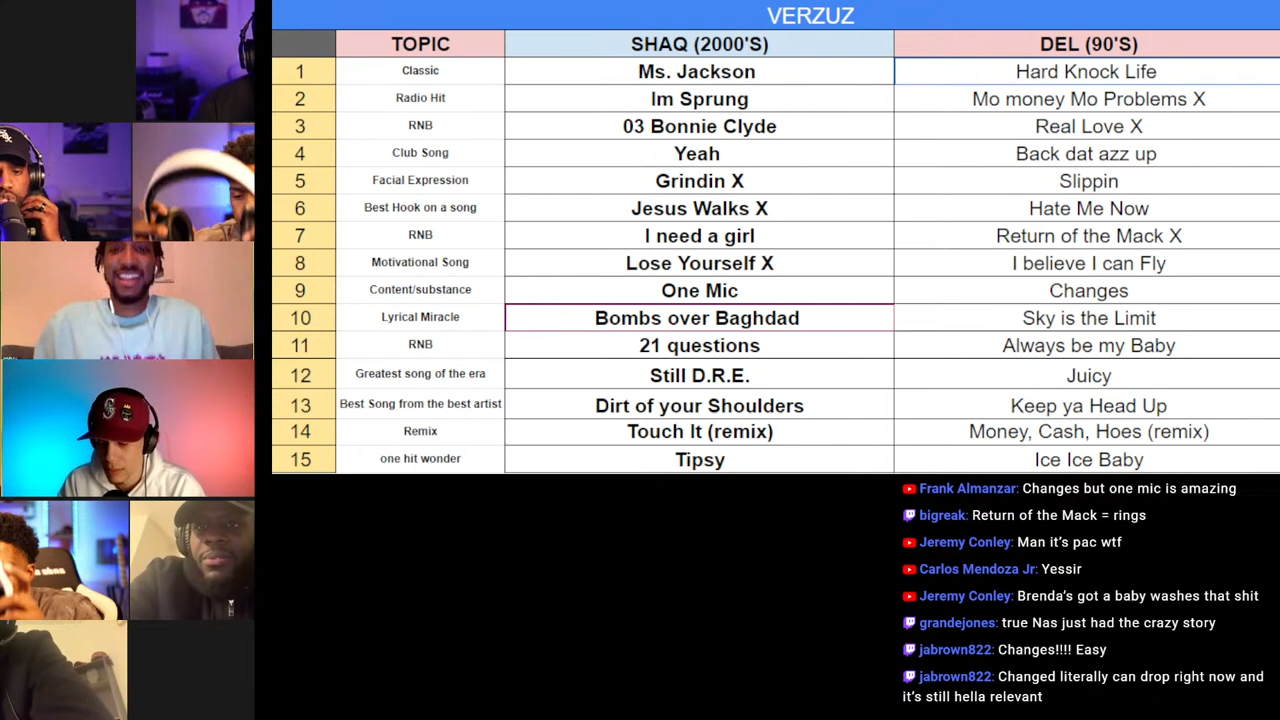 VERZUZ
TOPIC SHAQ (2000'S) DEL (90'S)
1 Classic Ms. Jackson Hard Knock Life
2 Radio Hit Im Sprung Mo money Mo Problems X
3 RNB 03 Bonnie Clyde Real Love X
4 Club Song Yeah Back dat azz up
5 Facial Expression Grindin X Slippin
6 Best Hook on a song Jesus Walks X Hate Me Now
7 RNB I need a girl Return of the Mack X
8 Motivational Song Lose Yourself X I believe I can Fly
9 Content/substance One Mic Changes
10 Lyrical Miracle Bombs over Baghdad Sky is the Limit
11 RNB 21 questions Always be my Baby
12 Greatest song of the era Still D.R.E. Juicy
13 Best Song from the best artist Dirt of your Shoulders Keep ya Head Up
14 Remix Touch It (remix) Money, Cash, Hoes (remix)
15 one hit wonder Tipsy Ice Ice Baby
Frank Almanzar: Changes but one mic is amazing
bigreak: Return of the Mack = rings
Jeremy Conley: Man it's pac wtf
Carlos Mendoza Jr: Yessir
Jeremy Conley: Brenda's got a baby washes that shit
grandejones: true Nas just had the crazy story
jabrown822: Changes!!!! Easy
jabrown822: Changed literally can drop right now and
it's still hella relevant